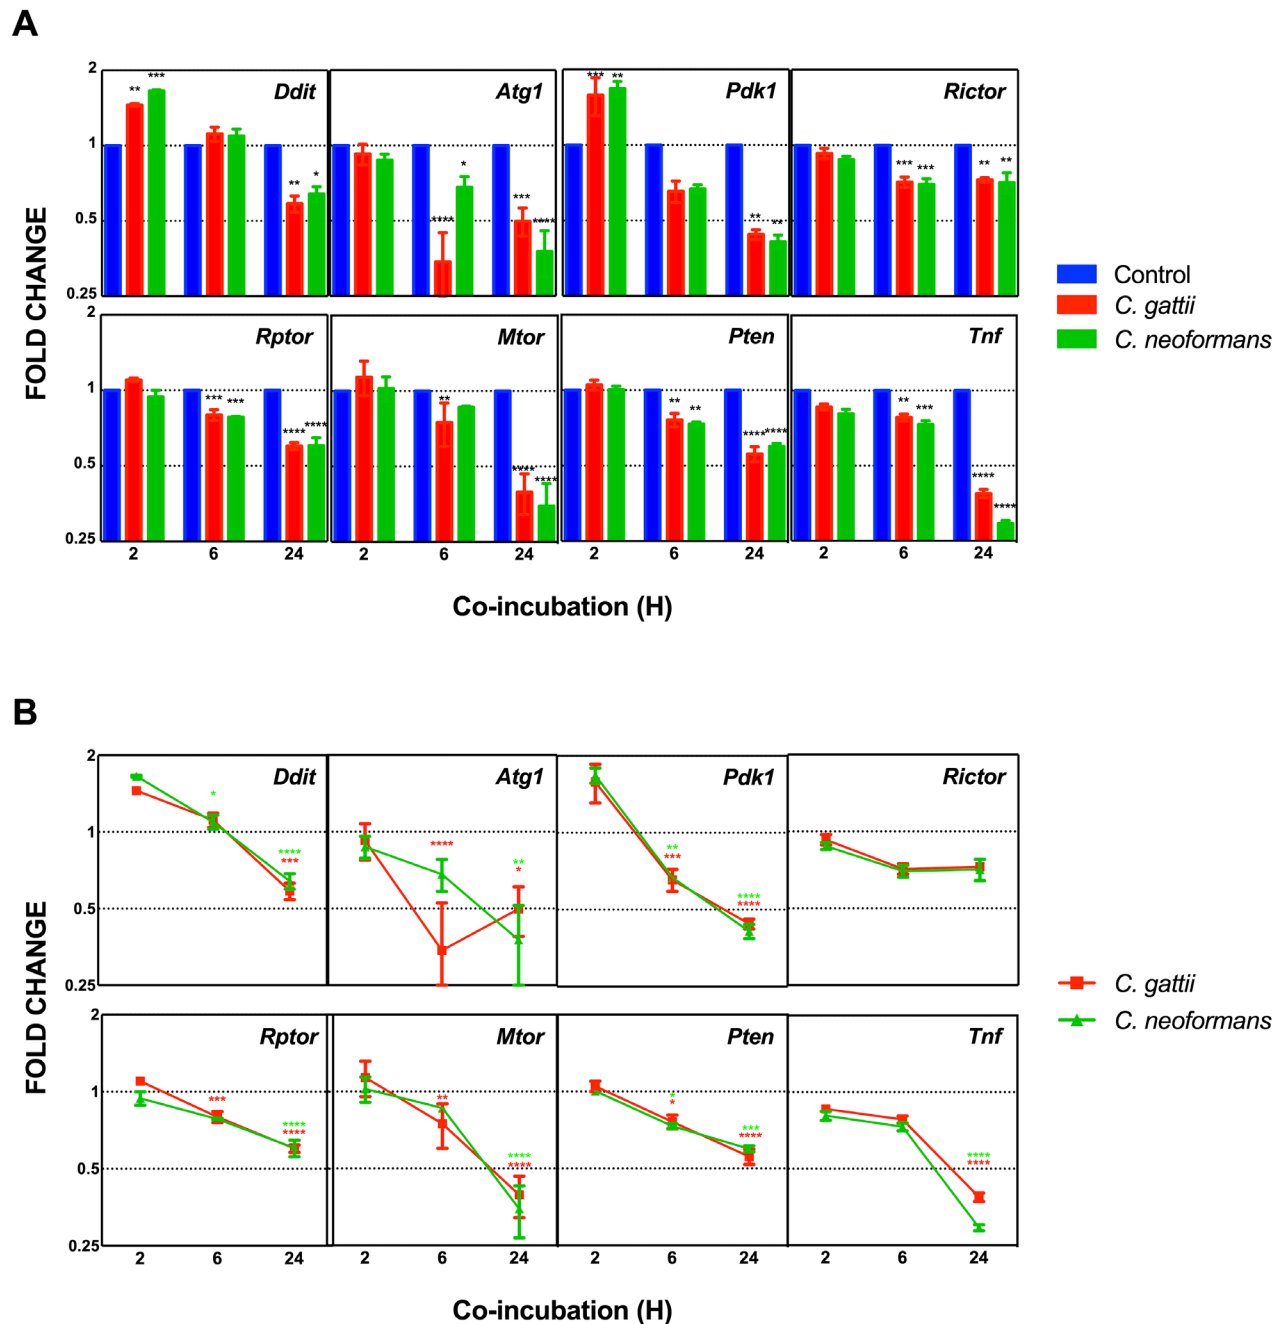 A
FOLD CHANGE
2
1
0.5
0.25
Ddit
** *** ** *
Atg1
**** * *** ****
Pdk1
*** ** ** **
Rictor
*** *** ** **
2
1
0.5
0.25
Rptor
*** *** **** ****
Mtor
** **** ****
Pten
** ** **** ****
Tnf
** *** **** ****
2 6 24 2 6 24 2 6 24 2 6 24
Co-incubation (H)
Control
C. gattii
C. neoformans
B
FOLD CHANGE
2
1
0.5
0.25
Ddit
* **** ***
Atg1
**** ** *
Pdk1
** *** **** ****
Rictor
2
1
0.5
0.25
Rptor
*** **** ****
Mtor
** **** ****
Pten
* * *** ****
Tnf
**** ****
2 6 24 2 6 24 2 6 24 2 6 24
Co-incubation (H)
C. gattii
C. neoformans